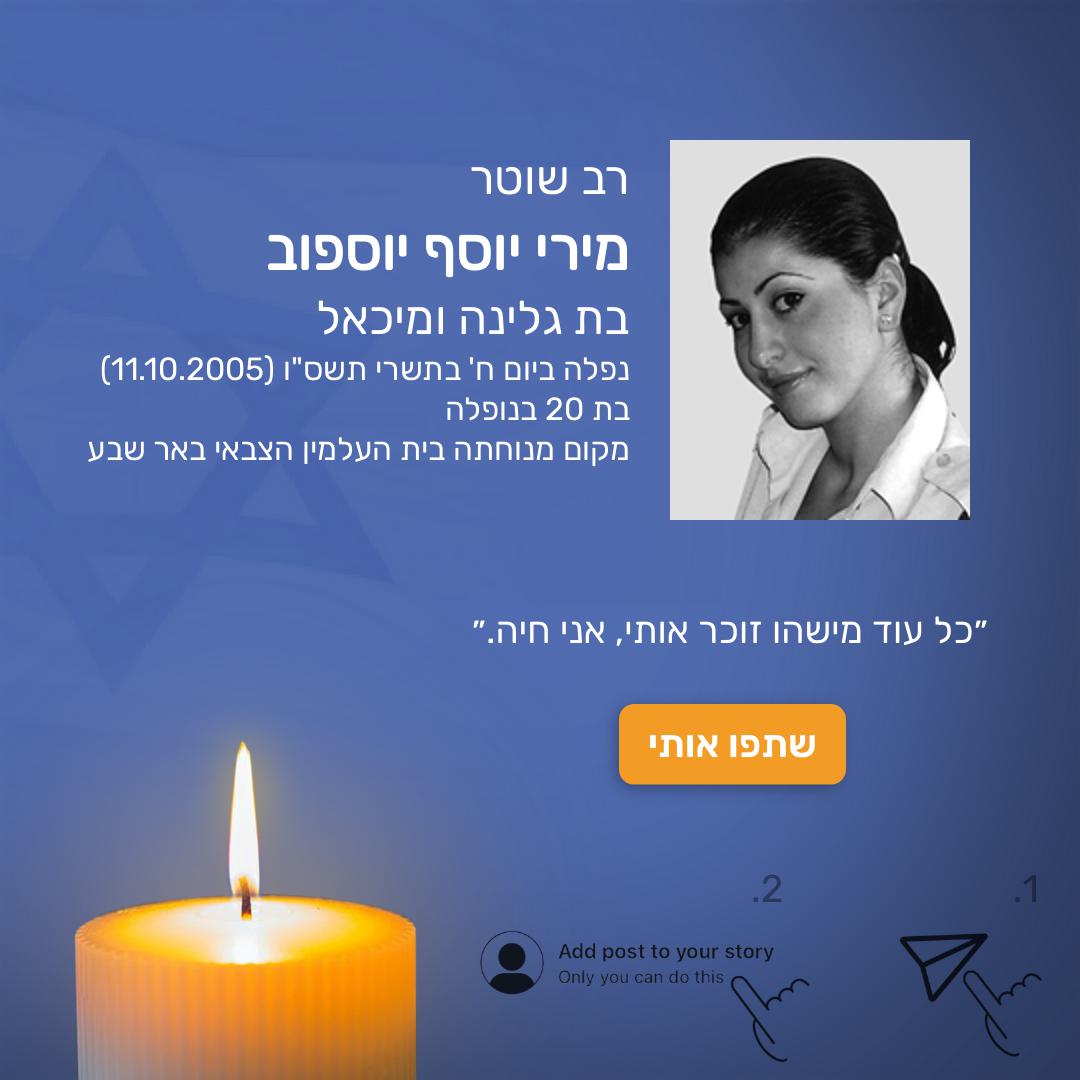 רב שוטר
מירי יוסף יוספוב
בת גלינה ומיכאל
נפלה ביום ח' בתשרי תשס"ו (11.10.2005)
בת 20 בנופלה
מקום מנוחתה בית העלמין הצבאי באר שבע
״כל עוד מישהו זוכר אותי, אני חיה.״
שתפו אותי
1.
2.
Add post to your story
Only you can do this